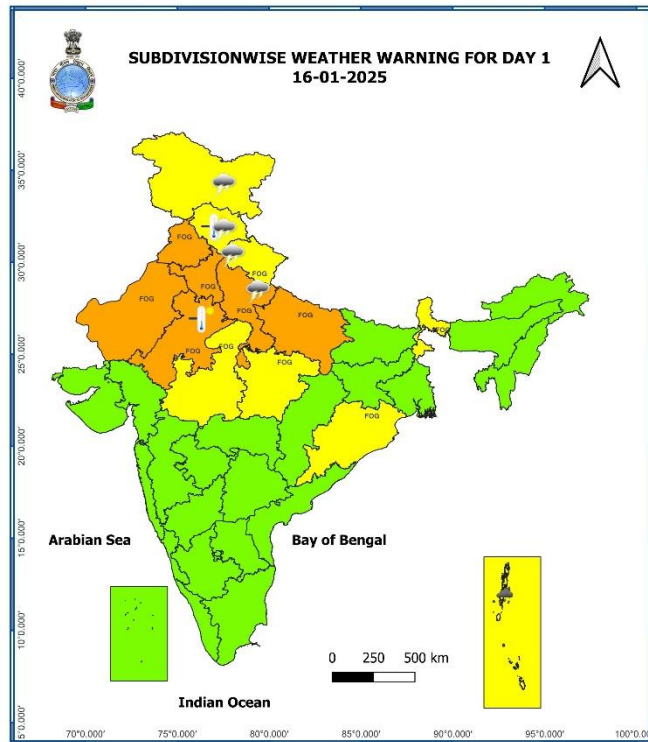 SUBDIVISIONWISE WEATHER WARNING FOR DAY 1
16-01-2025
40°0.000'
35°0.000'
30°0.000'
25°0.000'
20°0.000'
15°0.000'
10°0.000'
5°0.000'
FOG
FOG
FOG
FOG
FOG
FOG
FOG
FOG
FOG
FOG
FOG
Arabian Sea
Bay of Bengal
0 250 500 km
Indian Ocean
70°0.000' 75°0.000' 80°0.000' 85°0.000' 90°0.000' 95°0.000' 100°0.000'